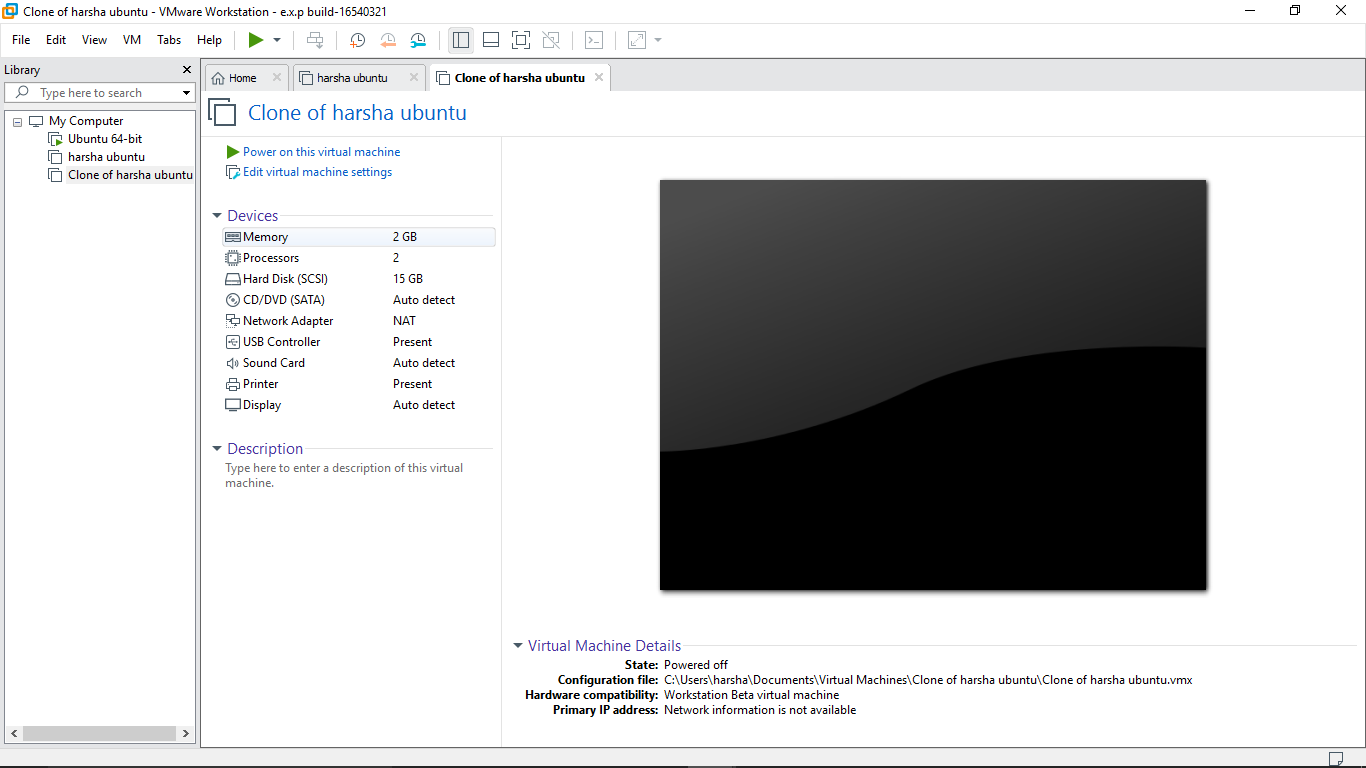 Clone of harsha ubuntu - VMware Workstation - e.x.p build-16540321
File Edit View VM Tabs Help
Library
Type here to search
My Computer
Ubuntu 64-bit
harsha ubuntu
Clone of harsha ubuntu
Home harsha ubuntu Clone of harsha ubuntu
Clone of harsha ubuntu
Power on this virtual machine
Edit virtual machine settings
Devices
Memory 2 GB
Processors 2
Hard Disk (SCSI) 15 GB
CD/DVD (SATA) Auto detect
Network Adapter NAT
USB Controller Present
Sound Card Auto detect
Printer Present
Display Auto detect
Description
Type here to enter a description of this virtual
machine.
Virtual Machine Details
State: Powered off
Configuration file: C:\Users\harsha\Documents\Virtual Machines\Clone of harsha ubuntu\Clone of harsha ubuntu.vmx
Hardware compatibility: Workstation Beta virtual machine
Primary IP address: Network information is not available